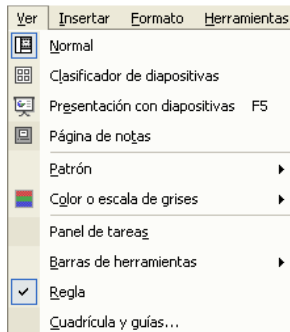 Ver Insertar Formato Herramientas
Normal
Clasificador de diapositivas
Presentación con diapositivas F5
Página de notas
Patrón
Color o escala de grises
Panel de tareas
Barras de herramientas
Regla
Cuadrícula y guías...